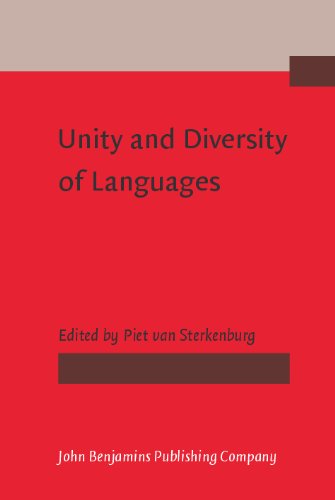 Unity and Diversity
of Languages
Edited by Piet van Sterkenburg
John Benjamins Publishing Company